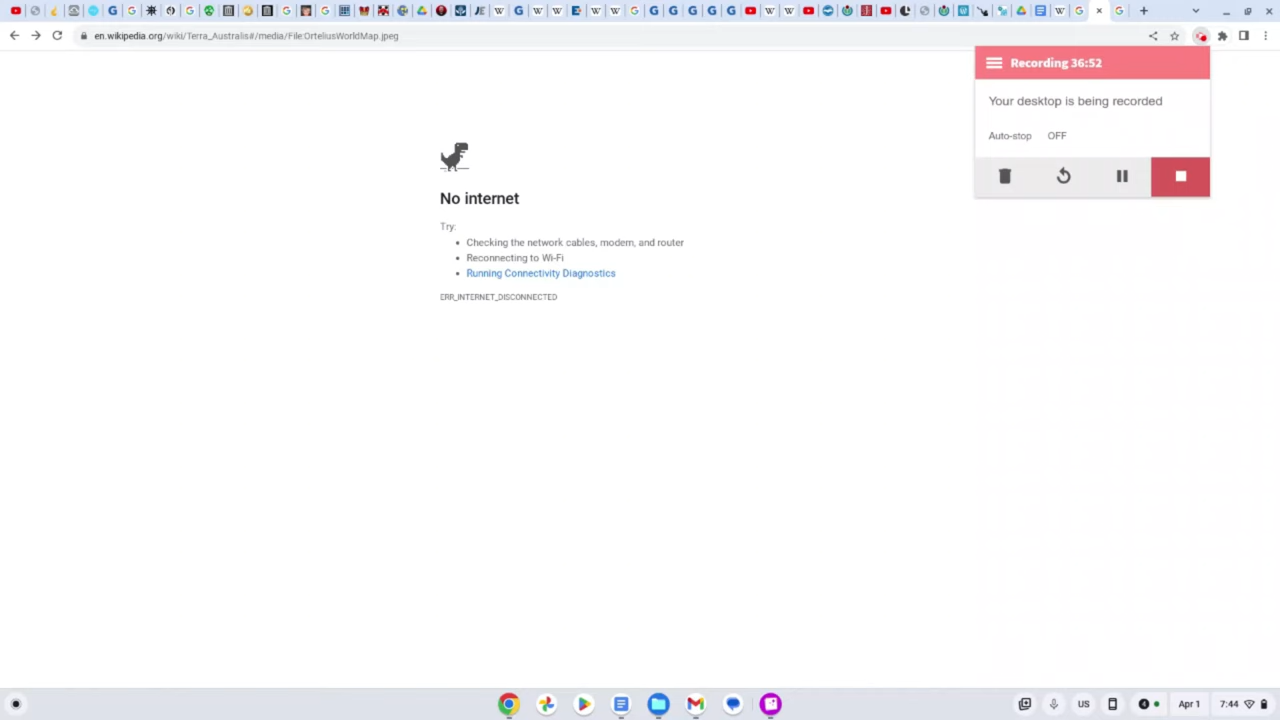 en.wikipedia.org/wiki/Terra_Australis#/media/File:OrteliusWorldMap.jpeg
Recording 36:52
Your desktop is being recorded
Auto-stop OFF
No internet
Try:
Checking the network cables, modem, and router
Reconnecting to Wi-Fi
Running Connectivity Diagnostics
ERR_INTERNET_DISCONNECTED
US 4 Apr 1 7:44